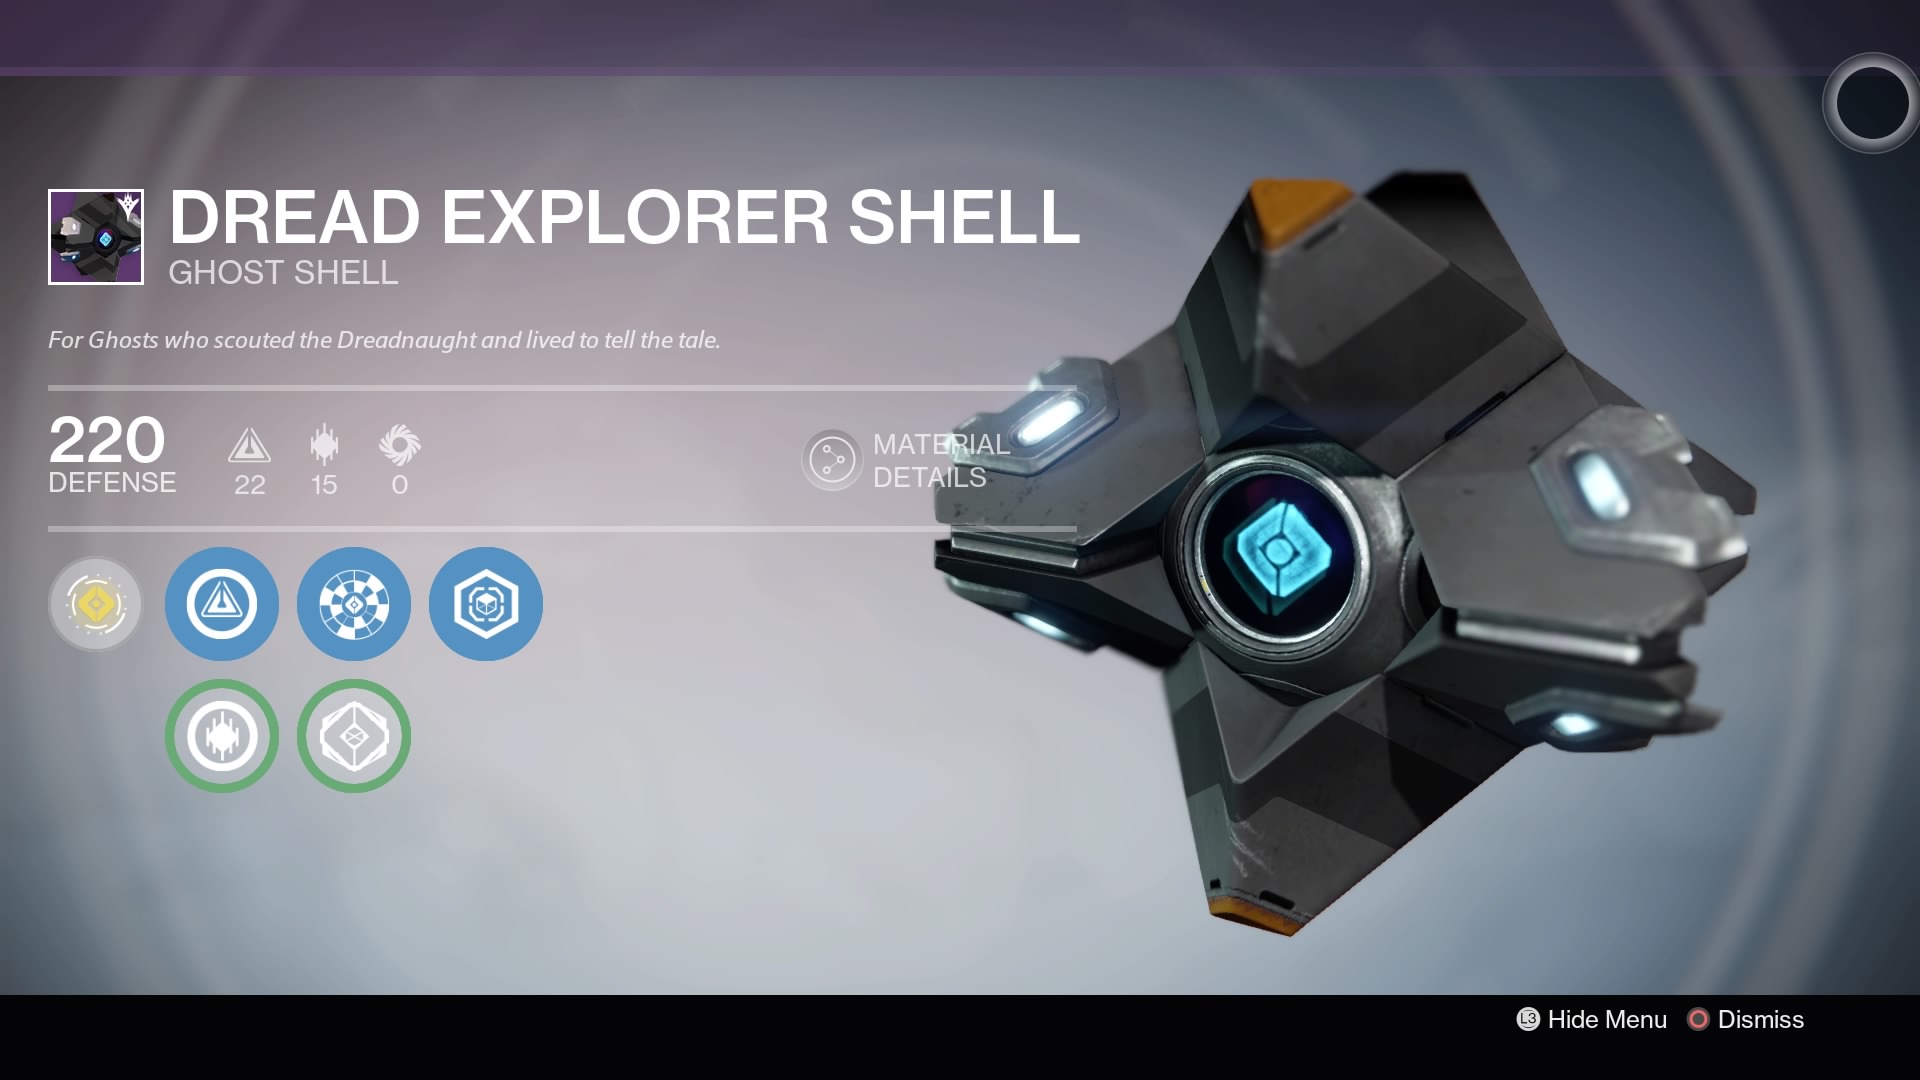 DREAD EXPLORER SHELL
GHOST SHELL
For Ghosts who scouted the Dreadnaught and lived to tell the tale.
220
DEFENSE
22
15
0
MATERIAL
DETAILS
L3 Hide Menu
Dismiss